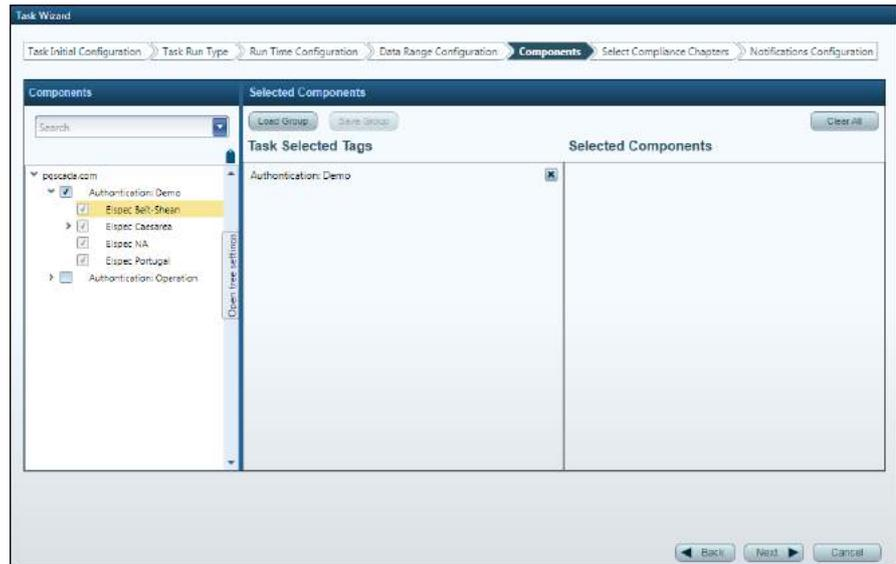 Task Wizard
Task Initial Configuration Task Run Type Run Time Configuration Data Range Configuration Components Select Compliance Chapters Notifications Configuration
Components
Selected Components
Search
Load Group Save Group Clear All
Task Selected Tags
Selected Components
pqscada.com
Authentication: Demo
Elspec Beit-Shean
Elspec Caesarea
Elspec NA
Elspec Portugal
Authentication: Operation
Open tree settings
Authentication: Demo
Back Next Cancel